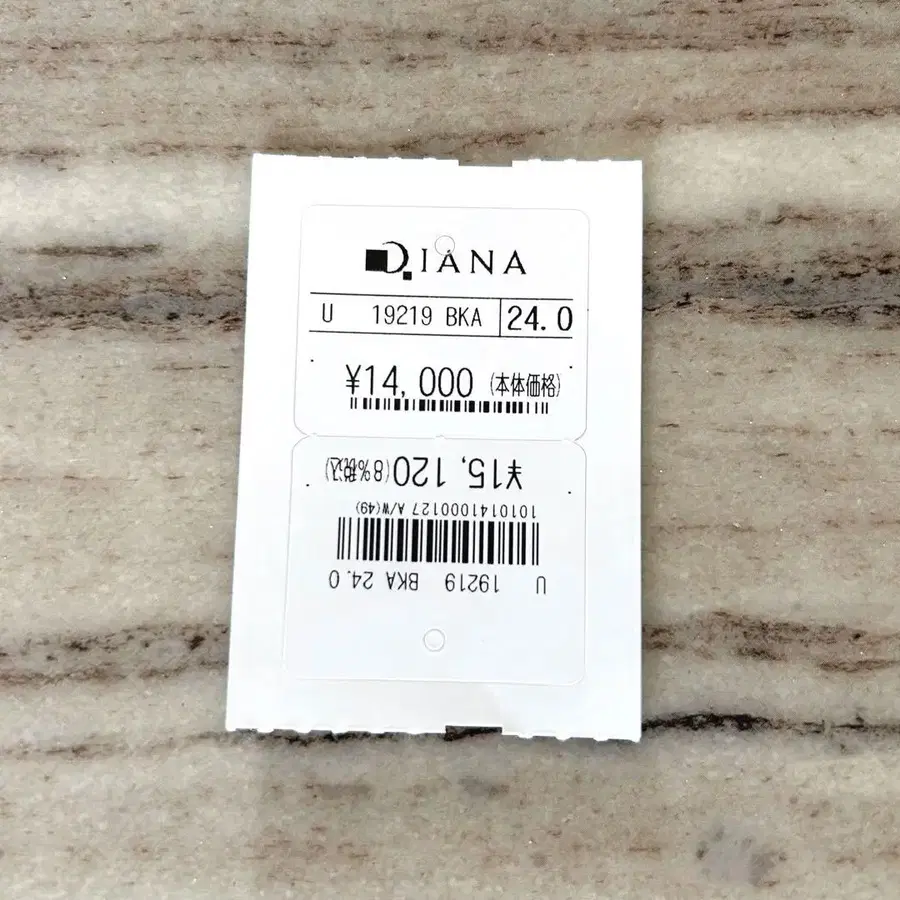 DIANA
U 19219 BKA 24.0
¥14,000 (本体価格)
¥15,120 (8%税込)
1010141000127 A/W(49)
U 19219 BKA 24.0